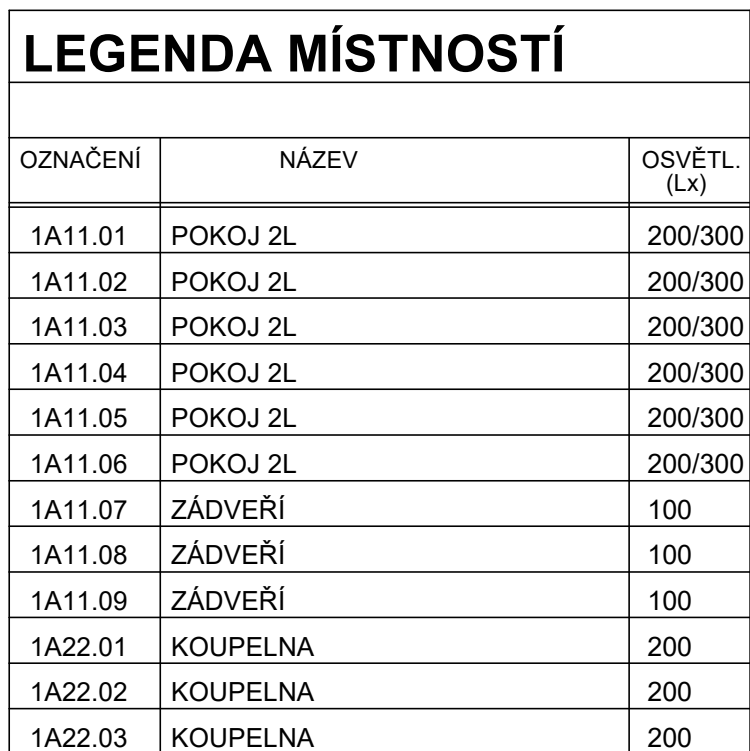 LEGENDA MÍSTNOSTÍ
OZNAČENÍ NÁZEV OSVĚTL. (Lx)
1A11.01 POKOJ 2L 200/300
1A11.02 POKOJ 2L 200/300
1A11.03 POKOJ 2L 200/300
1A11.04 POKOJ 2L 200/300
1A11.05 POKOJ 2L 200/300
1A11.06 POKOJ 2L 200/300
1A11.07 ZÁDVEŘÍ 100
1A11.08 ZÁDVEŘÍ 100
1A11.09 ZÁDVEŘÍ 100
1A22.01 KOUPELNA 200
1A22.02 KOUPELNA 200
1A22.03 KOUPELNA 200